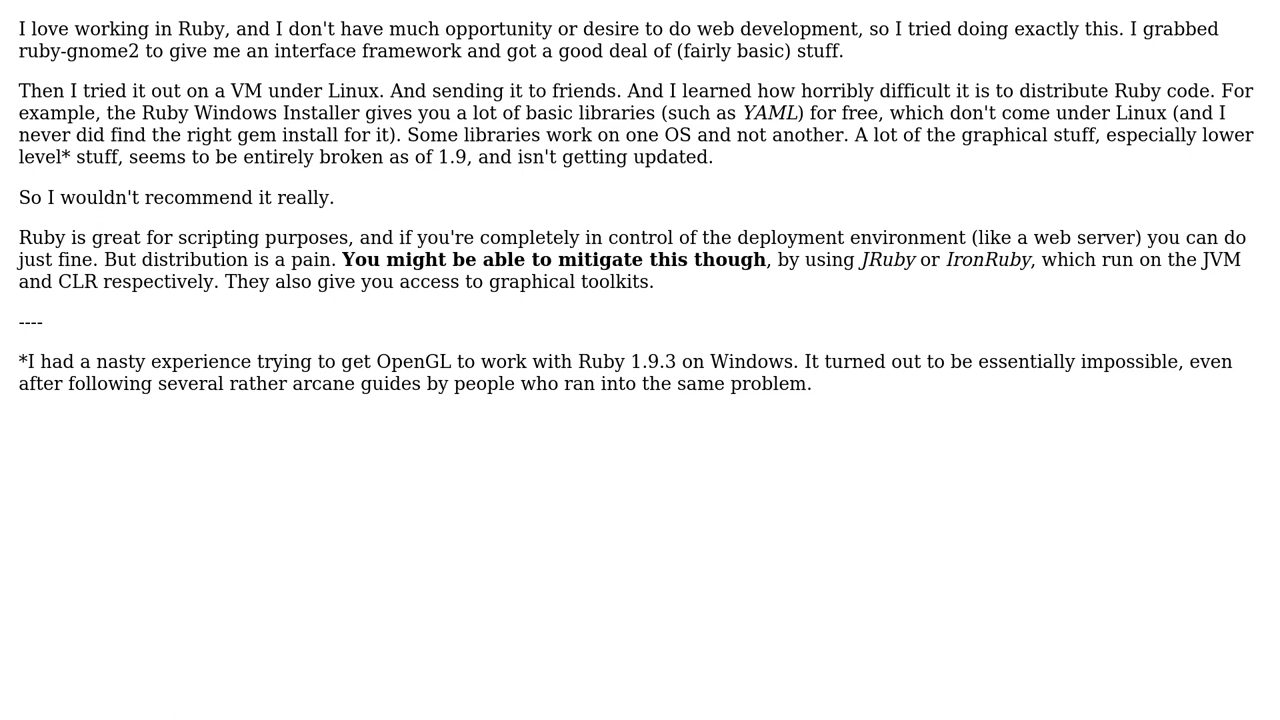 I love working in Ruby, and I don't have much opportunity or desire to do web development, so I tried doing exactly this. I grabbed
ruby-gnome2 to give me an interface framework and got a good deal of (fairly basic) stuff.
Then I tried it out on a VM under Linux. And sending it to friends. And I learned how horribly difficult it is to distribute Ruby code. For
example, the Ruby Windows Installer gives you a lot of basic libraries (such as YAML) for free, which don't come under Linux (and I
never did find the right gem install for it). Some libraries work on one OS and not another. A lot of the graphical stuff, especially lower
level* stuff, seems to be entirely broken as of 1.9, and isn't getting updated.
So I wouldn't recommend it really.
Ruby is great for scripting purposes, and if you're completely in control of the deployment environment (like a web server) you can do
just fine. But distribution is a pain. You might be able to mitigate this though, by using JRuby or IronRuby, which run on the JVM
and CLR respectively. They also give you access to graphical toolkits.
----
*I had a nasty experience trying to get OpenGL to work with Ruby 1.9.3 on Windows. It turned out to be essentially impossible, even
after following several rather arcane guides by people who ran into the same problem.